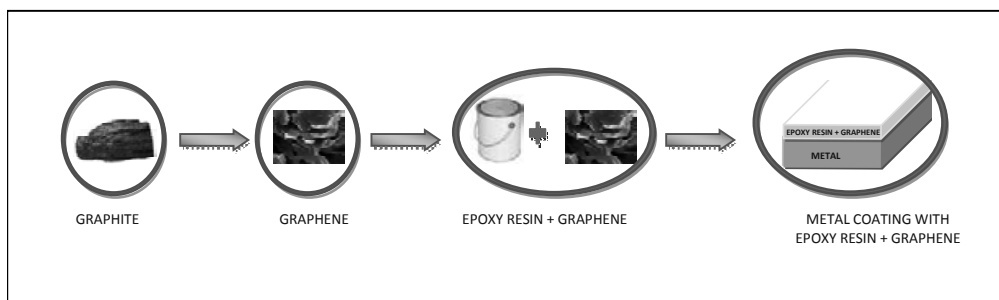 EPOXY RESIN + GRAPHENE
METAL
GRAPHITE
GRAPHENE
EPOXY RESIN + GRAPHENE
METAL COATING WITH
EPOXY RESIN + GRAPHENE